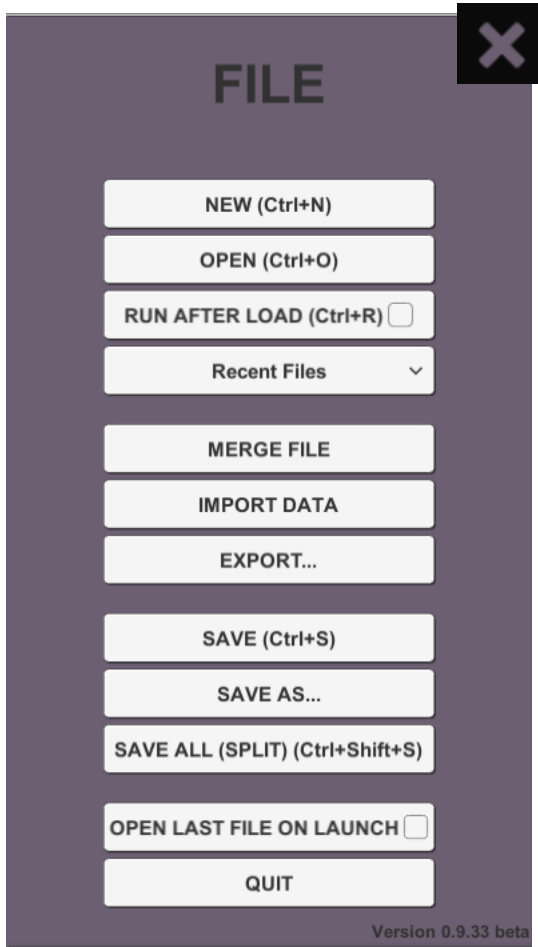 FILE
NEW (Ctrl+N)
OPEN (Ctrl+O)
RUN AFTER LOAD (Ctrl+R)
Recent Files
MERGE FILE
IMPORT DATA
EXPORT...
SAVE (Ctrl+S)
SAVE AS...
SAVE ALL (SPLIT) (Ctrl+Shift+S)
OPEN LAST FILE ON LAUNCH
QUIT
Version 0.9.33 beta